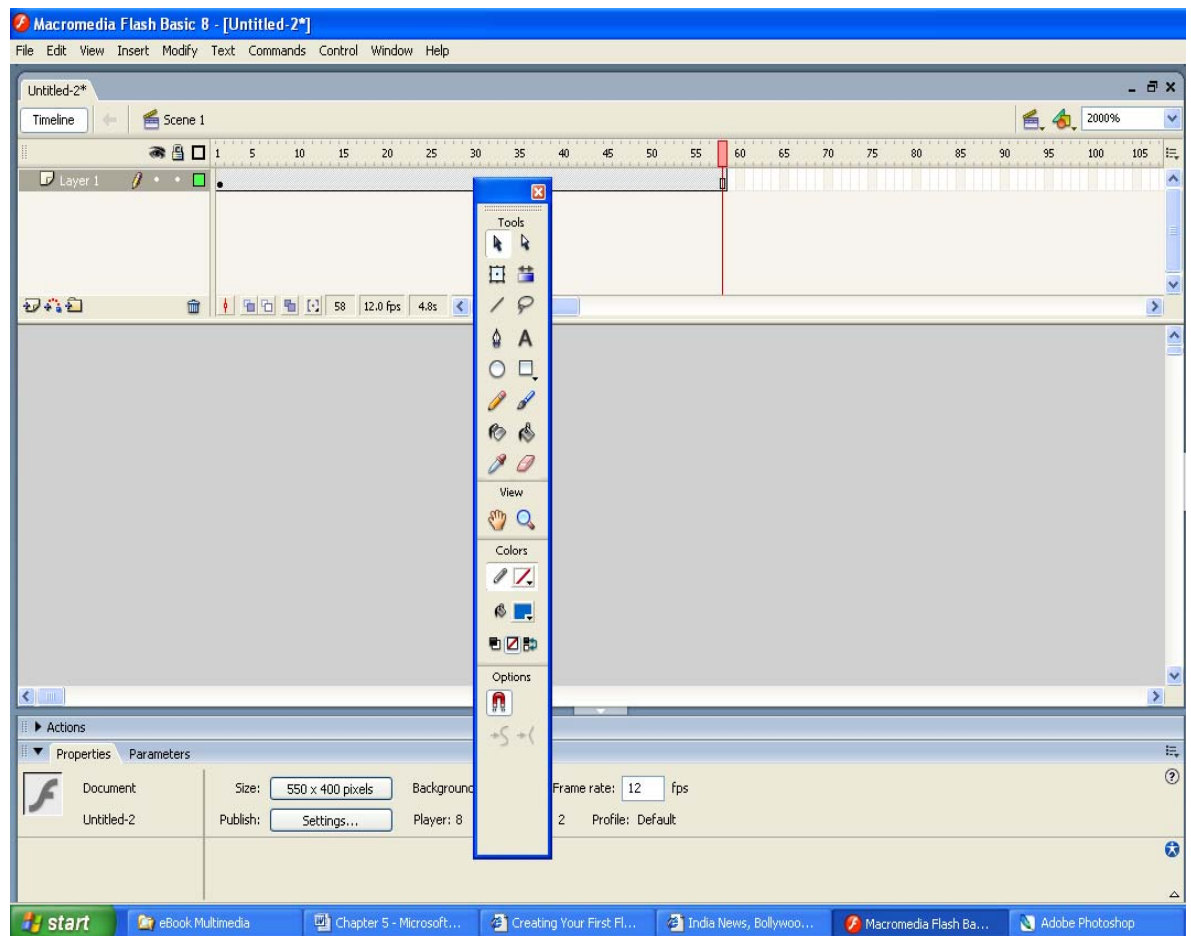 Macromedia Flash Basic 8 - [Untitled-2*]
File Edit View Insert Modify Text Commands Control Window Help
Untitled-2*
Timeline Scene 1 2000%
1 5 10 15 20 25 30 35 40 45 50 55 60 65 70 75 80 85 90 95 100 105
Layer 1
58 12.0 fps 4.8s
Tools
A
View
Colors
Options
Actions
Properties Parameters
Document Size: 550 x 400 pixels Background Frame rate: 12 fps
Untitled-2 Publish: Settings... Player: 8 2 Profile: Default
start eBook Multimedia Chapter 5 - Microsoft... Creating Your First Fl... India News, Bollywoo... Macromedia Flash Ba... Adobe Photoshop